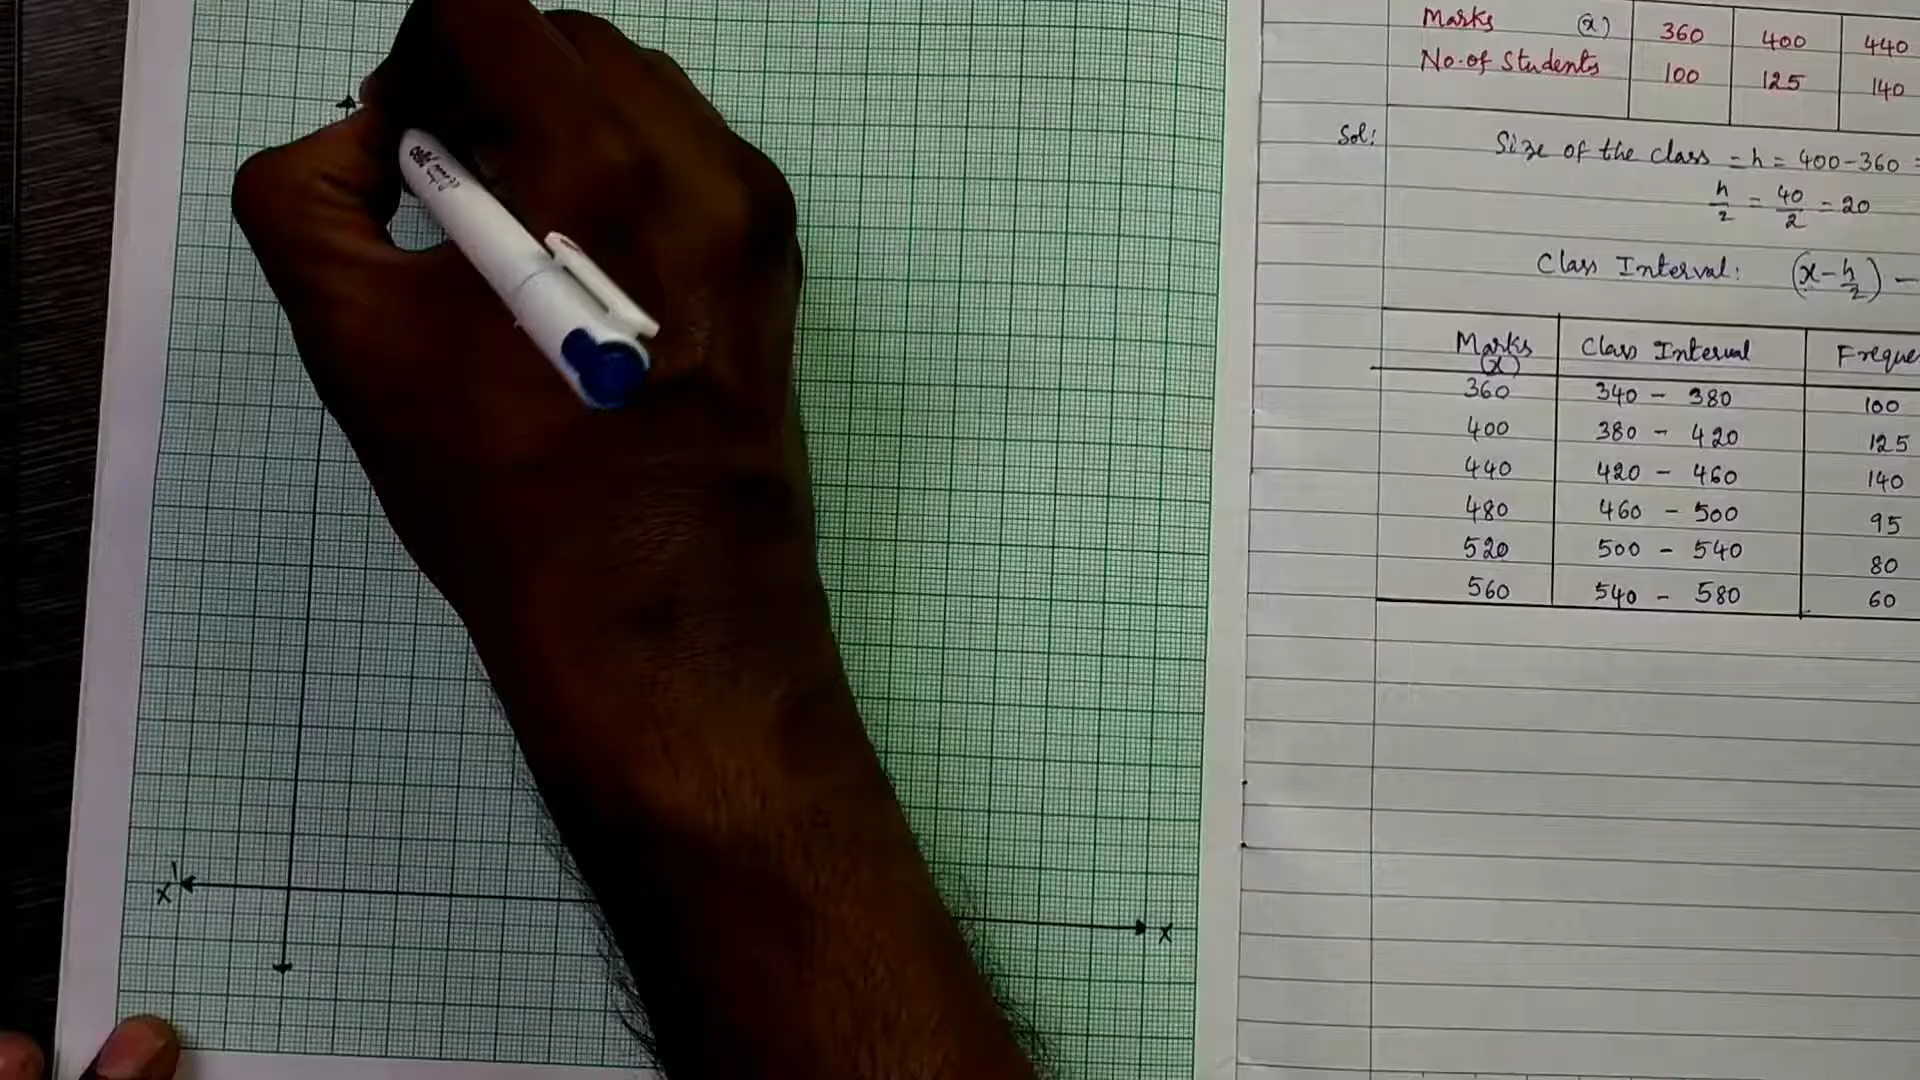 Marks (x) 360 400 440
No. of Students 100 125 140
Sol: Size of the class = h = 400 - 360 =
h/2 = 40/2 = 20
Class Interval: (x - h/2) -
Marks (x) Class Interval Freque
360 340 - 380 100
400 380 - 420 125
440 420 - 460 140
480 460 - 500 95
520 500 - 540 80
560 540 - 580 60
X'
X